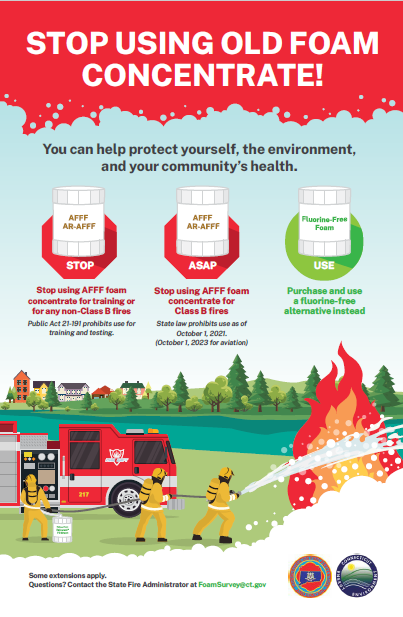 STOP USING OLD FOAM
CONCENTRATE!
You can help protect yourself, the environment,
and your community's health.
AFFF
AR-AFFF
STOP
Stop using AFFF foam
concentrate for training or
for any non-Class B fires
Public Act 21-191 prohibits use for
training and testing.
AFFF
AR-AFFF
ASAP
Stop using AFFF foam
concentrate for
Class B fires
State law prohibits use as of
October 1, 2021.
(October 1, 2023 for aviation)
Fluorine-Free
Foam
USE
Purchase and use
a fluorine-free
alternative instead
217
Some extensions apply.
Questions? Contact the State Fire Administrator at FoamSurvey@ct.gov
CONNECTICUT